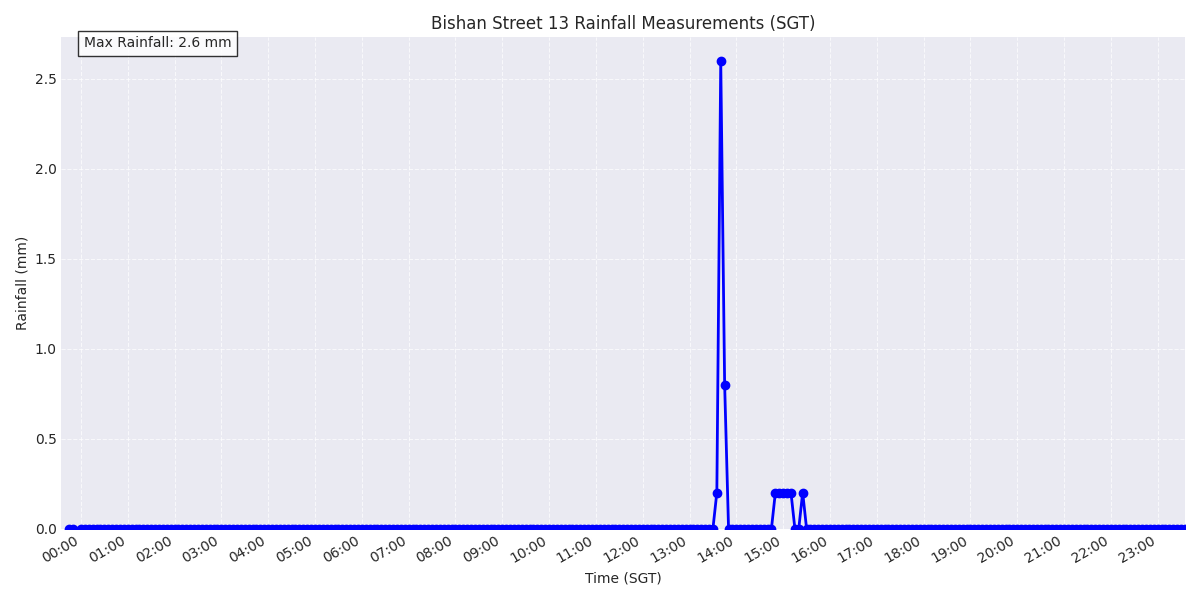 Bishan Street 13 Rainfall Measurements (SGT)
Max Rainfall: 2.6 mm
Rainfall (mm)
2.5
2.0
1.5
1.0
0.5
0.0
00:00 01:00 02:00 03:00 04:00 05:00 06:00 07:00 08:00 09:00 10:00 11:00 12:00 13:00 14:00 15:00 16:00 17:00 18:00 19:00 20:00 21:00 22:00 23:00
Time (SGT)